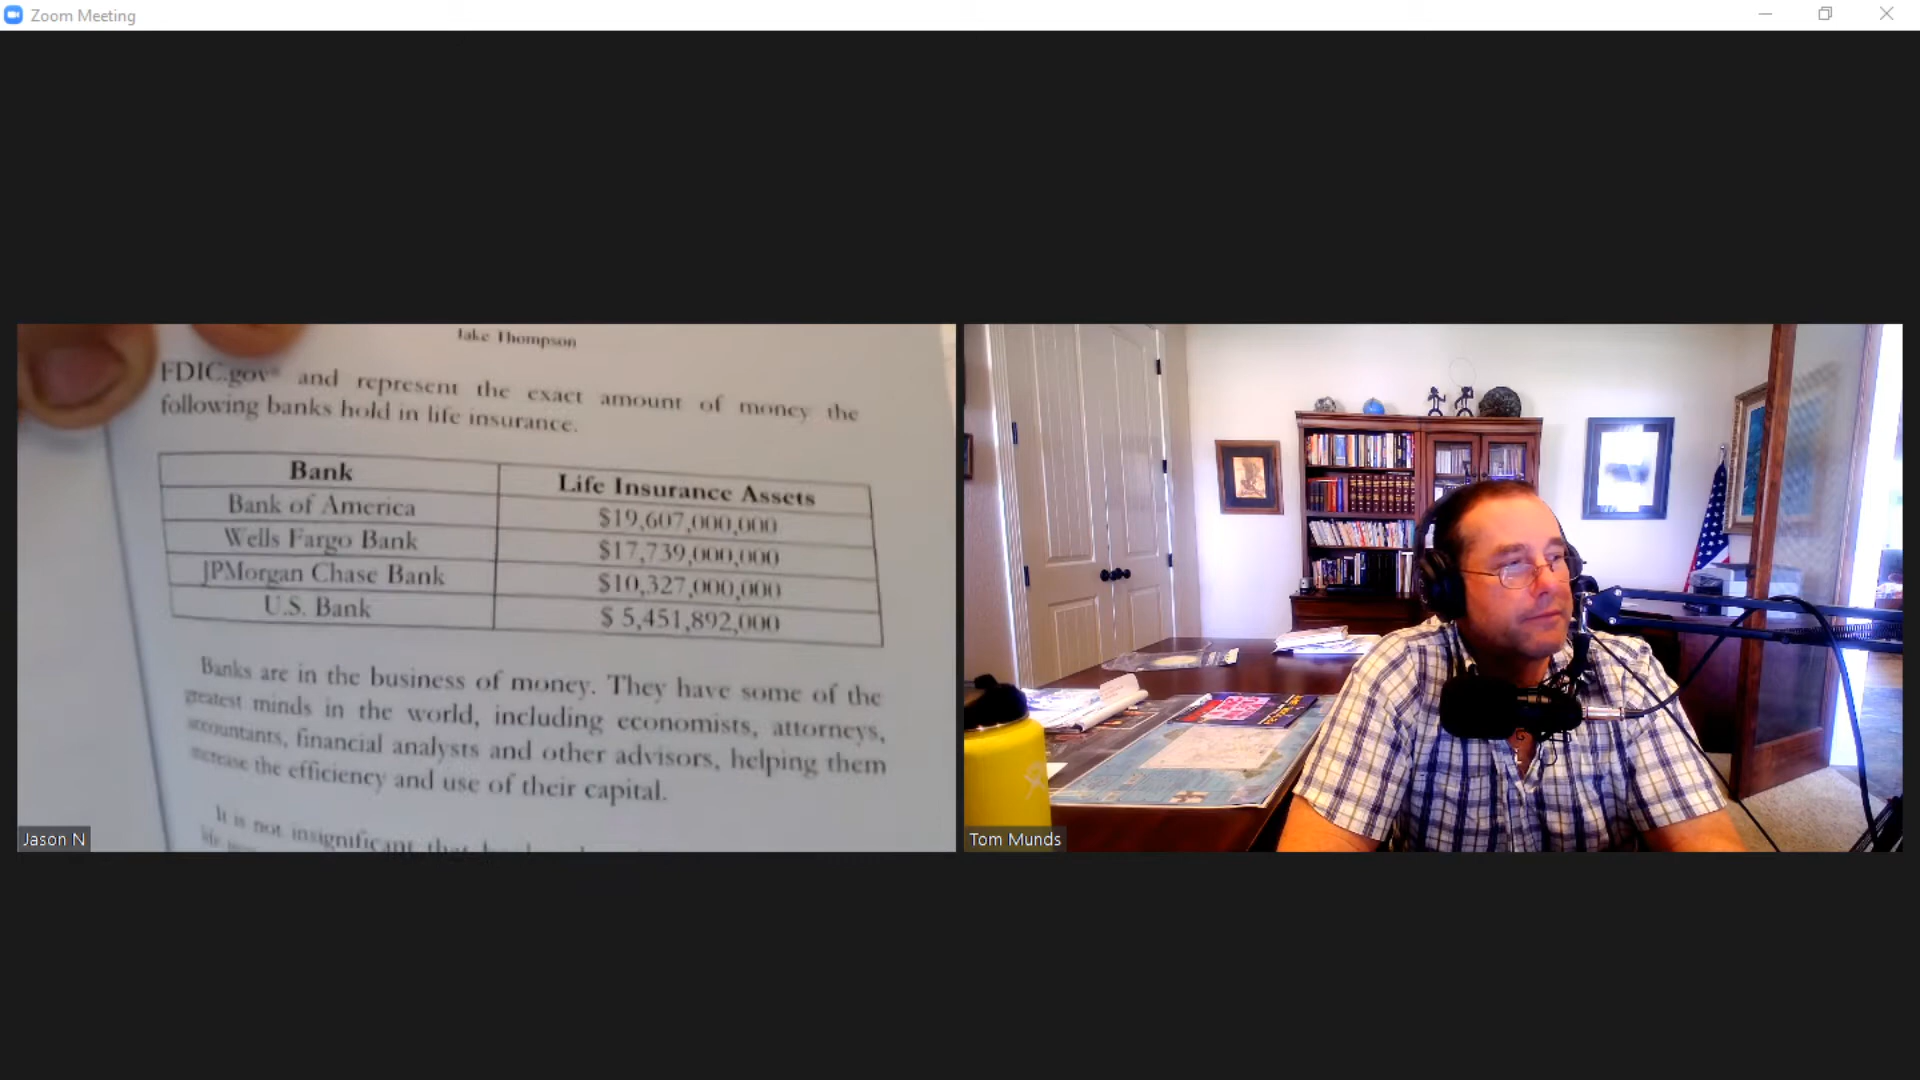 Zoom Meeting
Jake Thompson
FDIC.gov and represent the exact amount of money the
following banks hold in life insurance.
Bank Life Insurance Assets
Bank of America $19,607,000,000
Wells Fargo Bank $17,739,000,000
JPMorgan Chase Bank $10,327,000,000
U.S. Bank $ 5,451,892,000
Banks are in the business of money. They have some of the
greatest minds in the world, including economists, attorneys,
accountants, financial analysts and other advisors, helping them
increase the efficiency and use of their capital.
It is not insignificant that
Jason N
Tom Munds